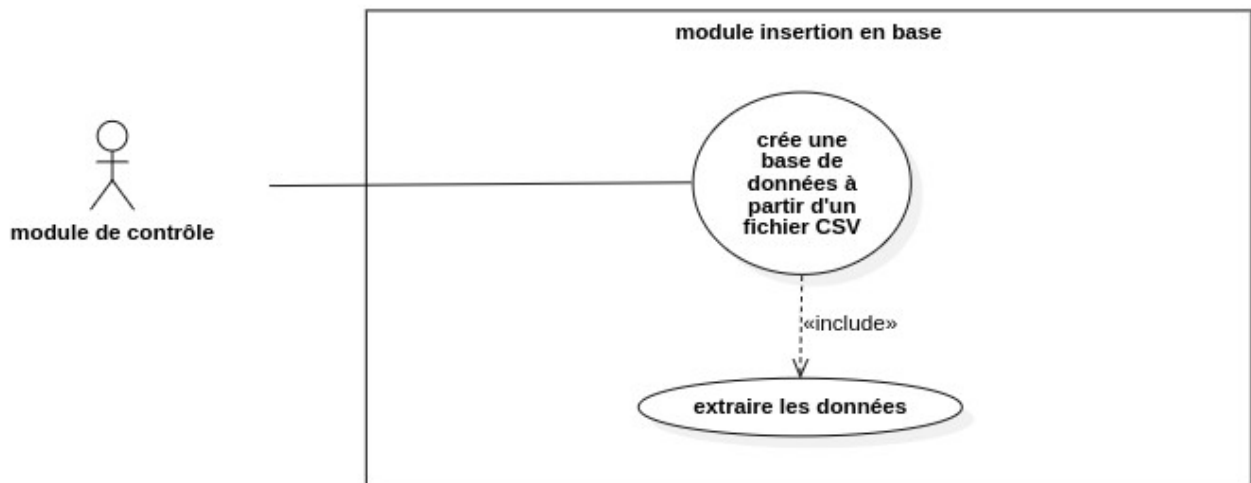 module insertion en base
crée une
base de
données à
partir d'un
fichier CSV
module de contrôle
«include»
extraire les données